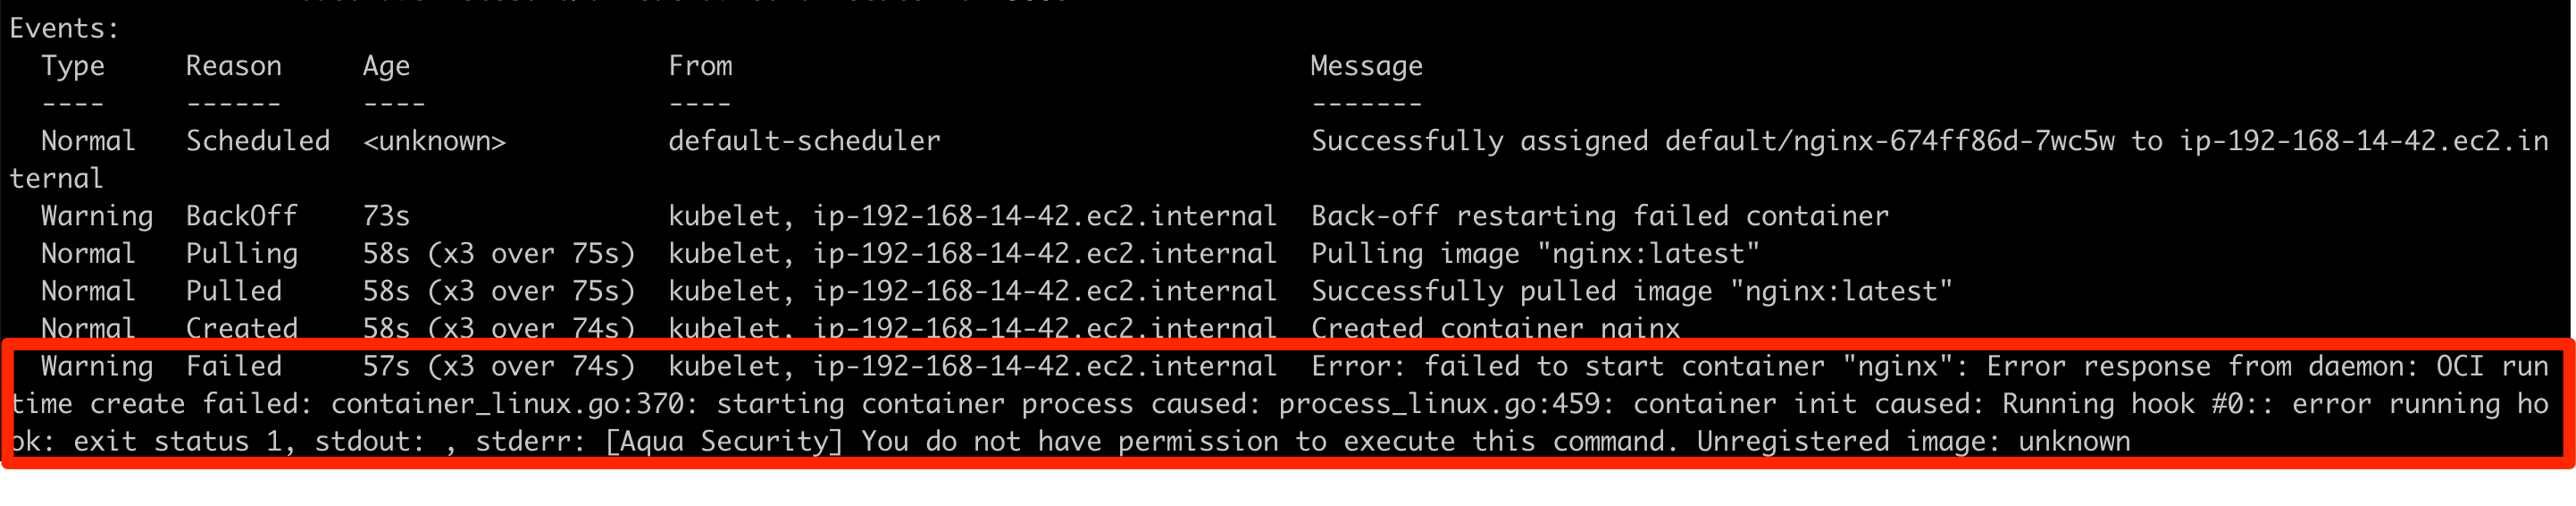 Events:
  Type     Reason     Age                From                                   Message
  ----     ------     ----               ----                                   -------
  Normal   Scheduled  <unknown>          default-scheduler                      Successfully assigned default/nginx-674ff86d-7wc5w to ip-192-168-14-42.ec2.in
ternal
  Warning  BackOff    73s                kubelet, ip-192-168-14-42.ec2.internal  Back-off restarting failed container
  Normal   Pulling    58s (x3 over 75s)  kubelet, ip-192-168-14-42.ec2.internal  Pulling image "nginx:latest"
  Normal   Pulled     58s (x3 over 75s)  kubelet, ip-192-168-14-42.ec2.internal  Successfully pulled image "nginx:latest"
  Normal   Created    58s (x3 over 74s)  kubelet, ip-192-168-14-42.ec2.internal  Created container nginx
  Warning  Failed     57s (x3 over 74s)  kubelet, ip-192-168-14-42.ec2.internal  Error: failed to start container "nginx": Error response from daemon: OCI run
time create failed: container_linux.go:370: starting container process caused: process_linux.go:459: container init caused: Running hook #0:: error running ho
ok: exit status 1, stdout: , stderr: [Aqua Security] You do not have permission to execute this command. Unregistered image: unknown